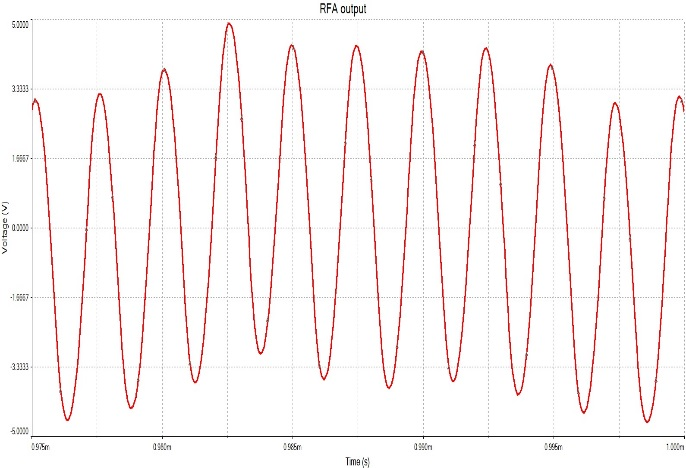 RFA output
5.0000
3.3333
1.6667
0.0000
-1.6667
-3.3333
-5.0000
Voltage (V)
0.975m 0.980m 0.985m 0.990m 0.995m 1.000m
Time (s)